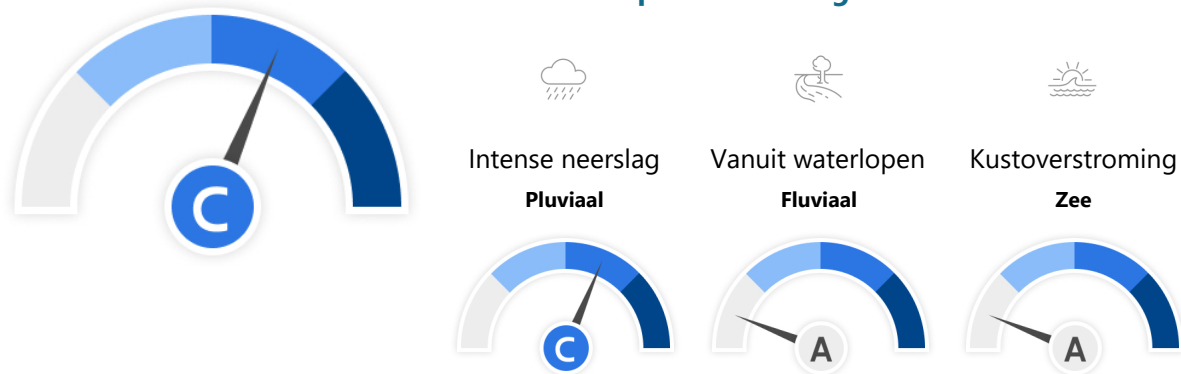 C
Intense neerslag
Pluviaal
C
Vanuit waterlopen
Fluviaal
A
Kustoverstroming
Zee
A